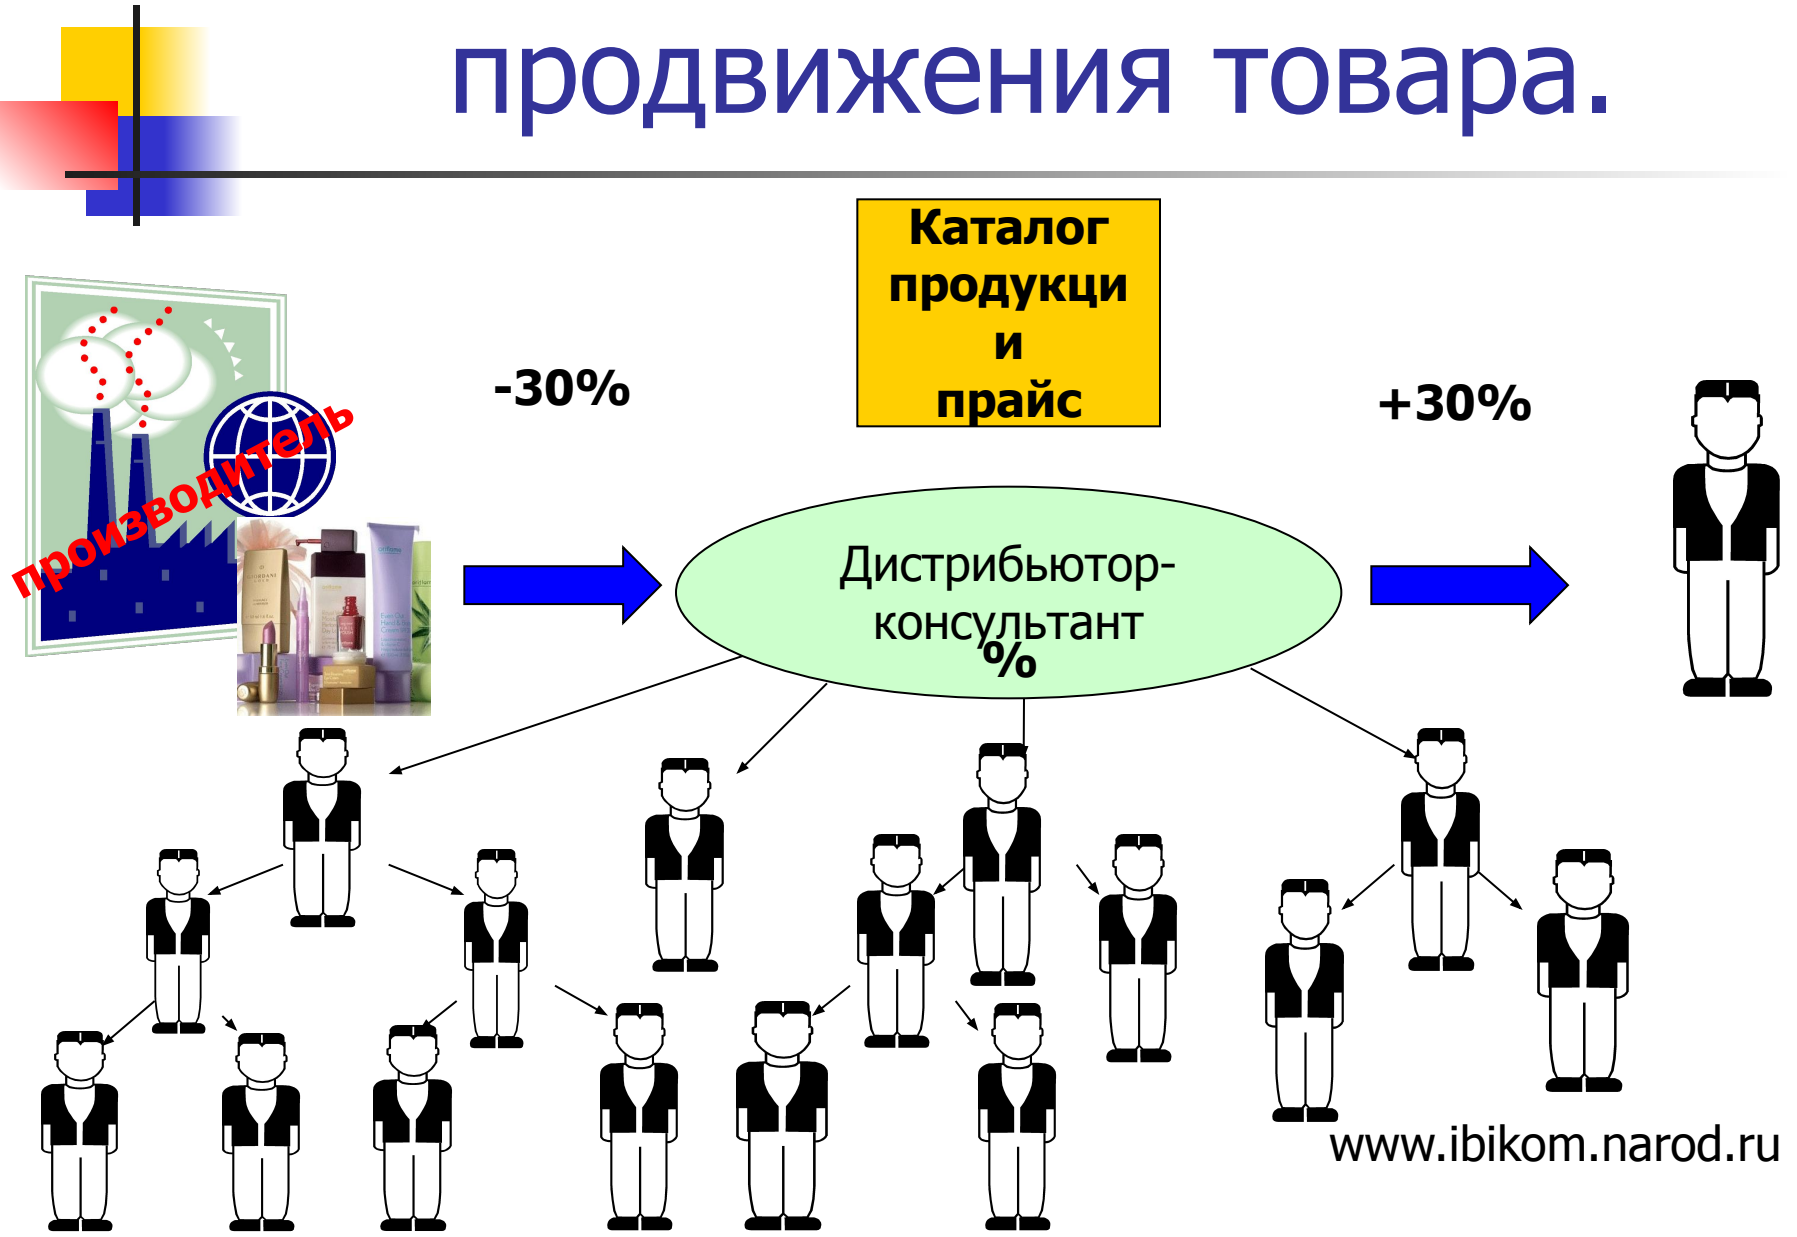 продвижения товара.
Каталог
продукци
и
прайс
-30%
+30%
производитель
Дистрибьютор-
консультант
%
www.ibikom.narod.ru